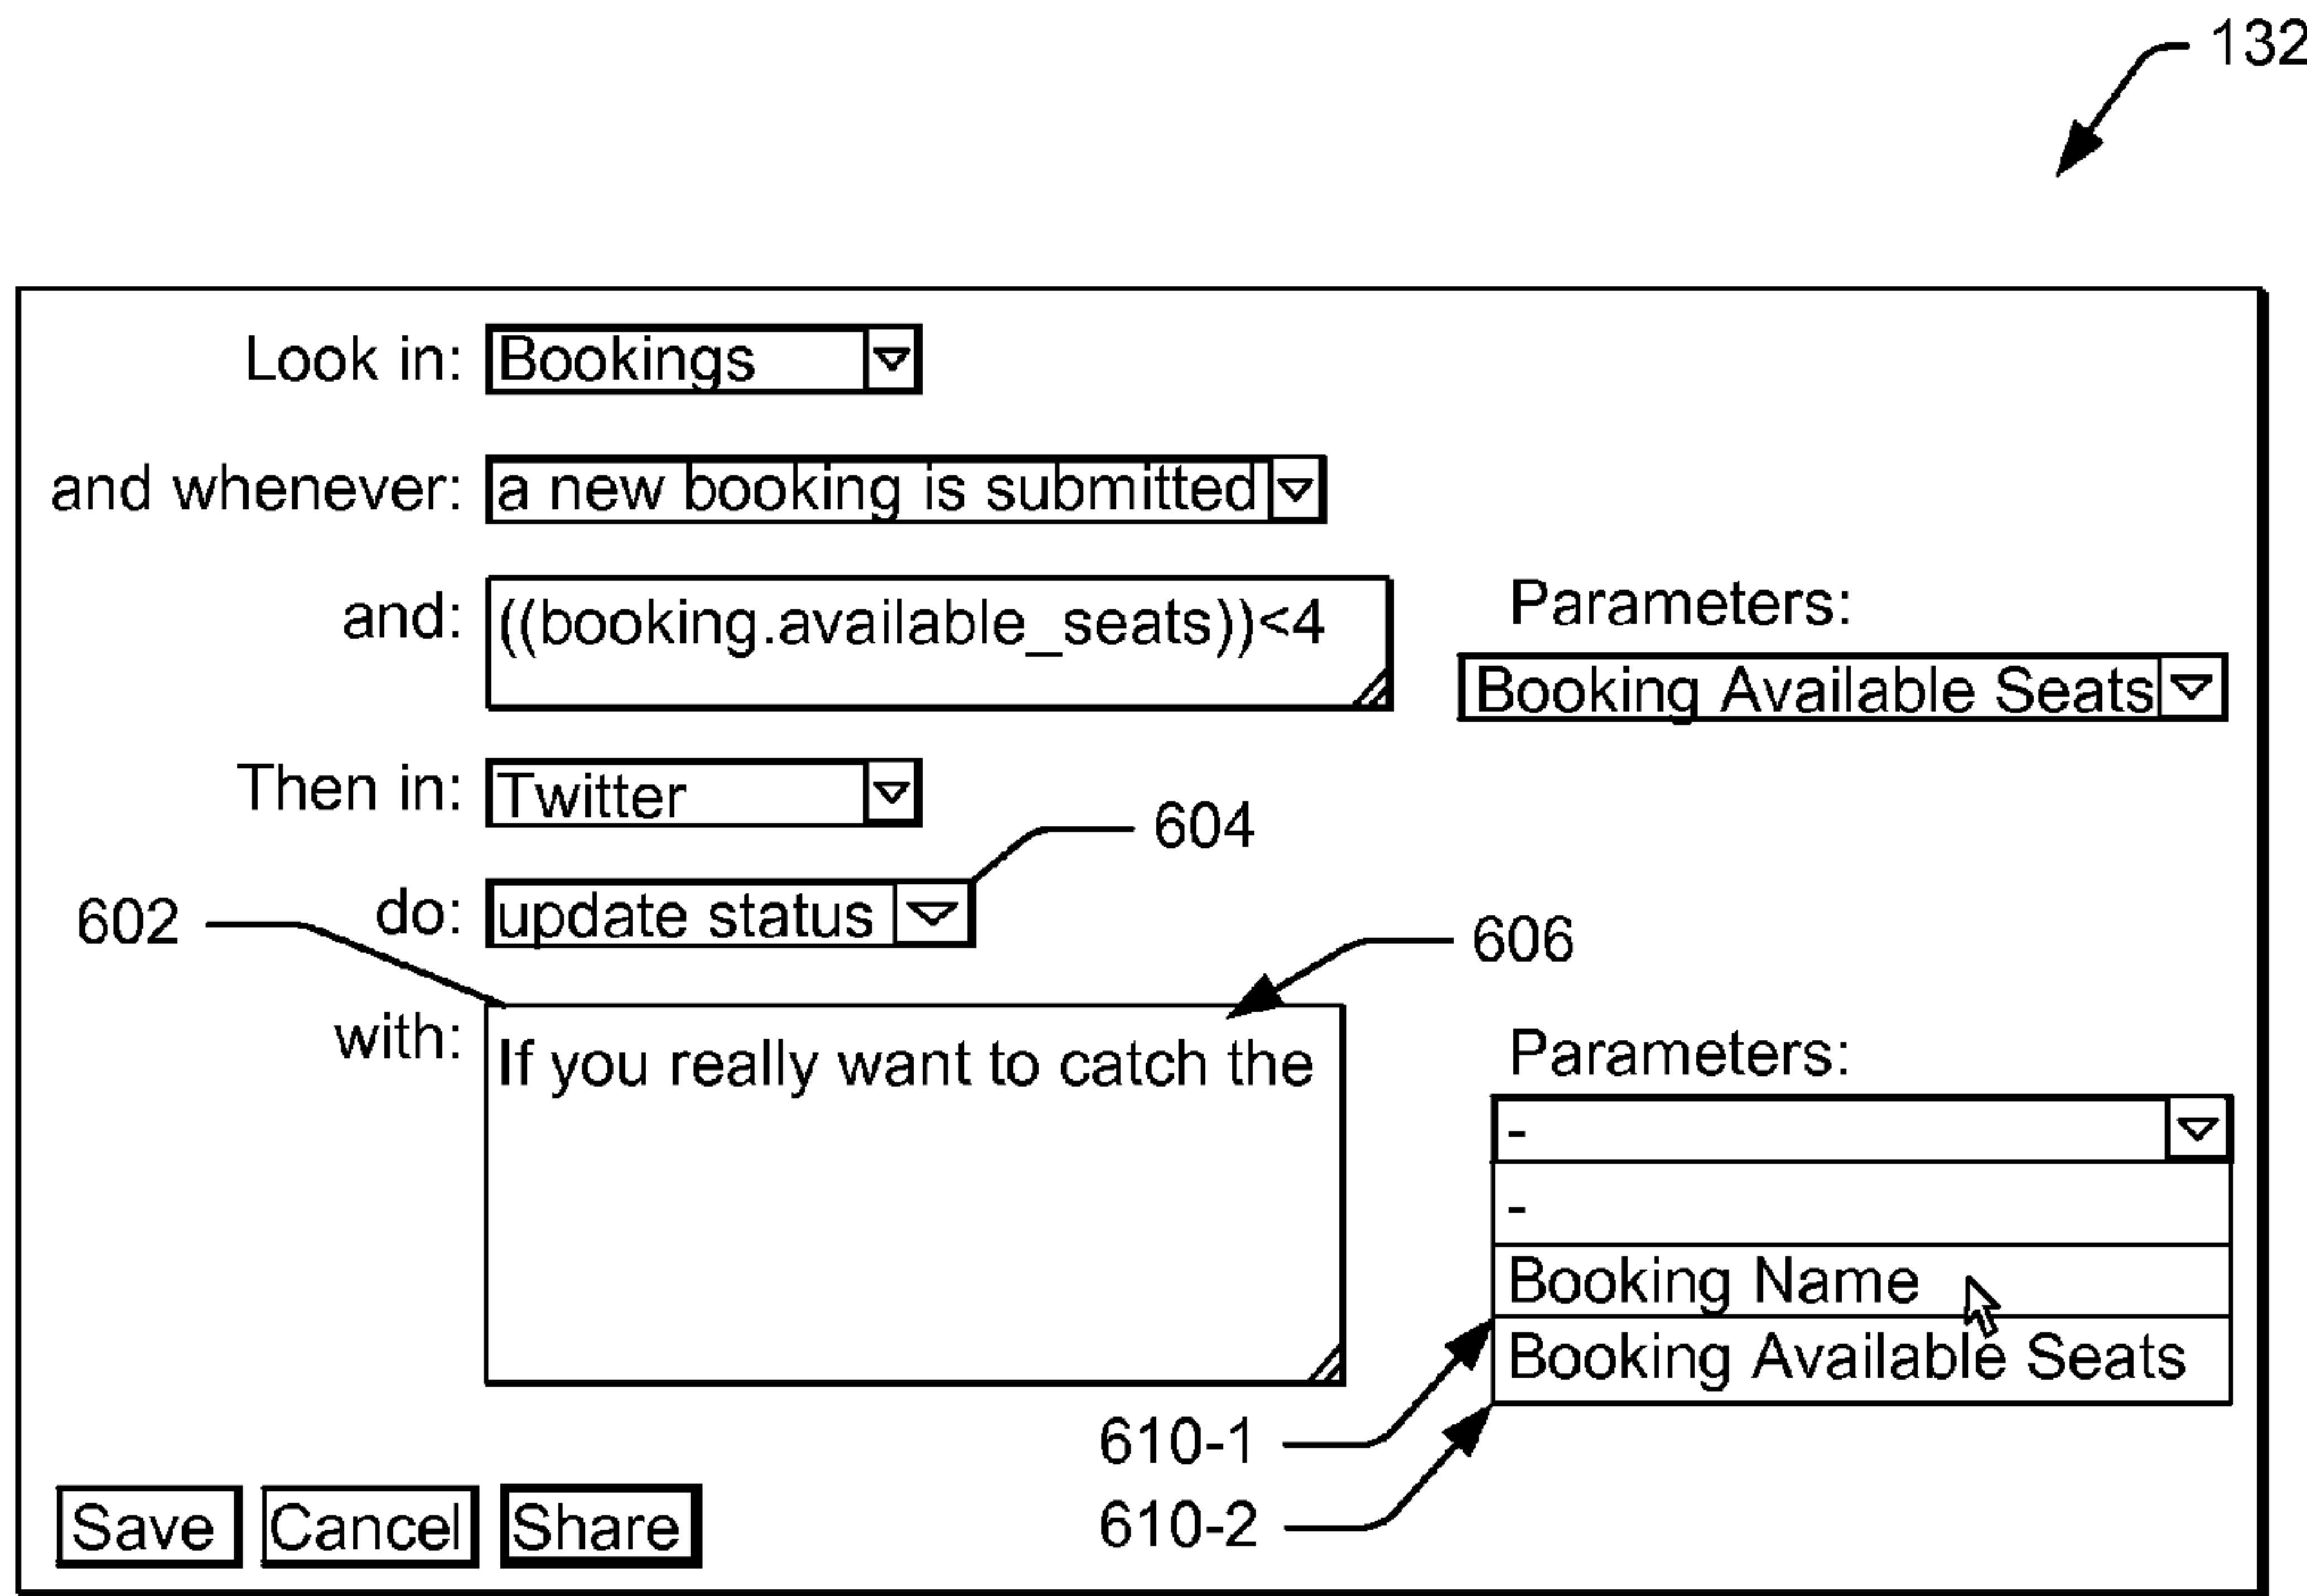 132
Look in: Bookings
and whenever: a new booking is submitted
and: ((booking.available_seats))<4
Parameters:
Booking Available Seats
Then in: Twitter
604
602
do: update status
606
with: If you really want to catch the
Parameters:
-
-
Booking Name
Booking Available Seats
610-1
610-2
Save Cancel Share